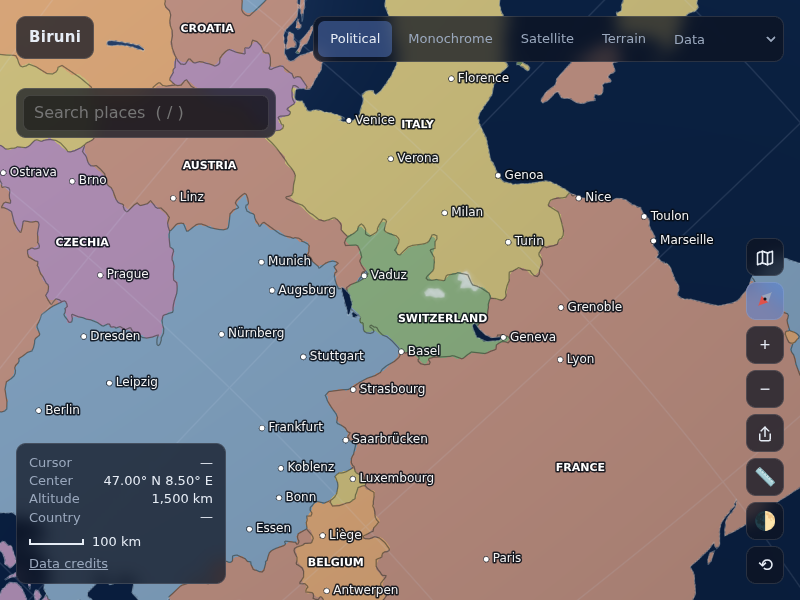 Biruni
Political
Monochrome
Satellite
Terrain
Data
Search places ( / )
CROATIA
Florence
Venice
ITALY
Verona
AUSTRIA
Genoa
Ostrava
Brno
Linz
Nice
Milan
Toulon
CZECHIA
Turin
Marseille
Munich
Prague
Vaduz
Augsburg
Grenoble
SWITZERLAND
Dresden
Nürnberg
Geneva
Basel
Stuttgart
Lyon
+
Leipzig
Strasbourg
−
Berlin
Frankfurt
Saarbrücken
Koblenz
FRANCE
Luxembourg
Bonn
Essen
Liège
Paris
BELGIUM
Antwerpen
Cursor —
Center 47.00° N 8.50° E
Altitude 1,500 km
Country —
100 km
Data credits